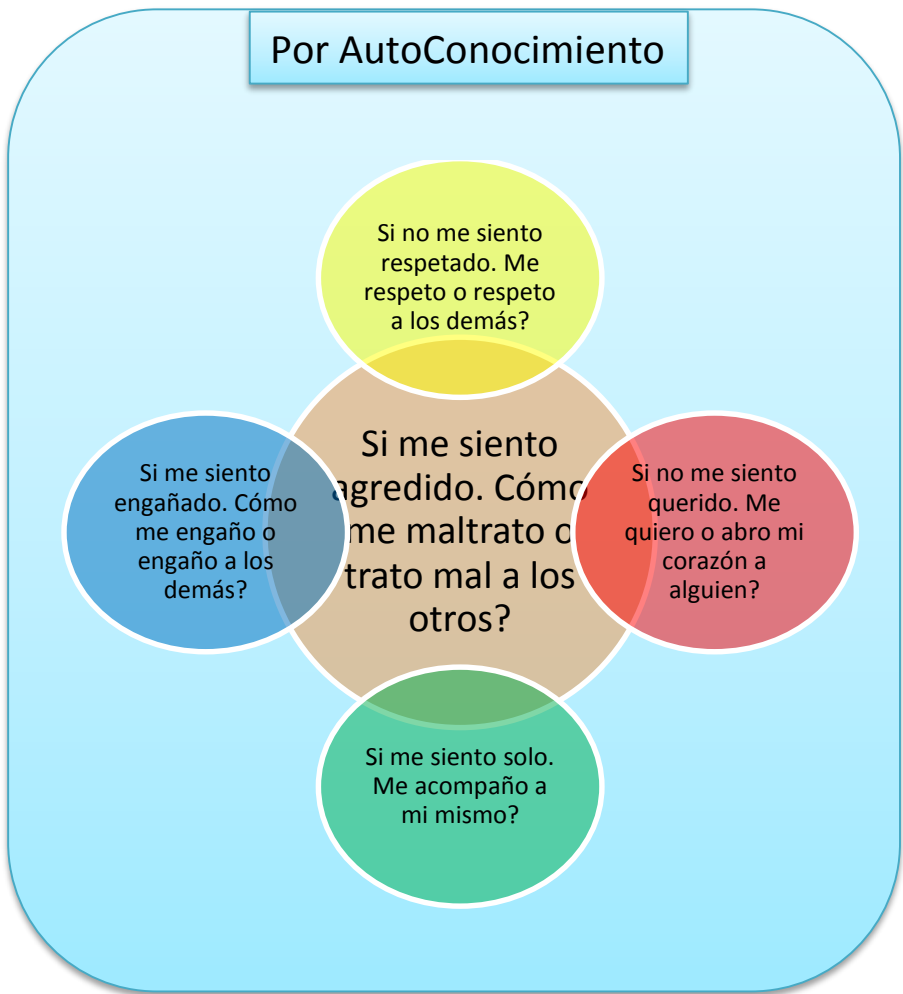 Por AutoConocimiento
Si no me siento
respetado. Me
respeto o respeto
a los demás?
Si me siento
agredido. Cómo
me maltrato o
trato mal a los
otros?
Si me siento
engañado. Cómo
me engaño o
engaño a los
demás?
Si no me siento
querido. Me
quiero o abro mi
corazón a
alguien?
Si me siento solo.
Me acompaño a
mi mismo?